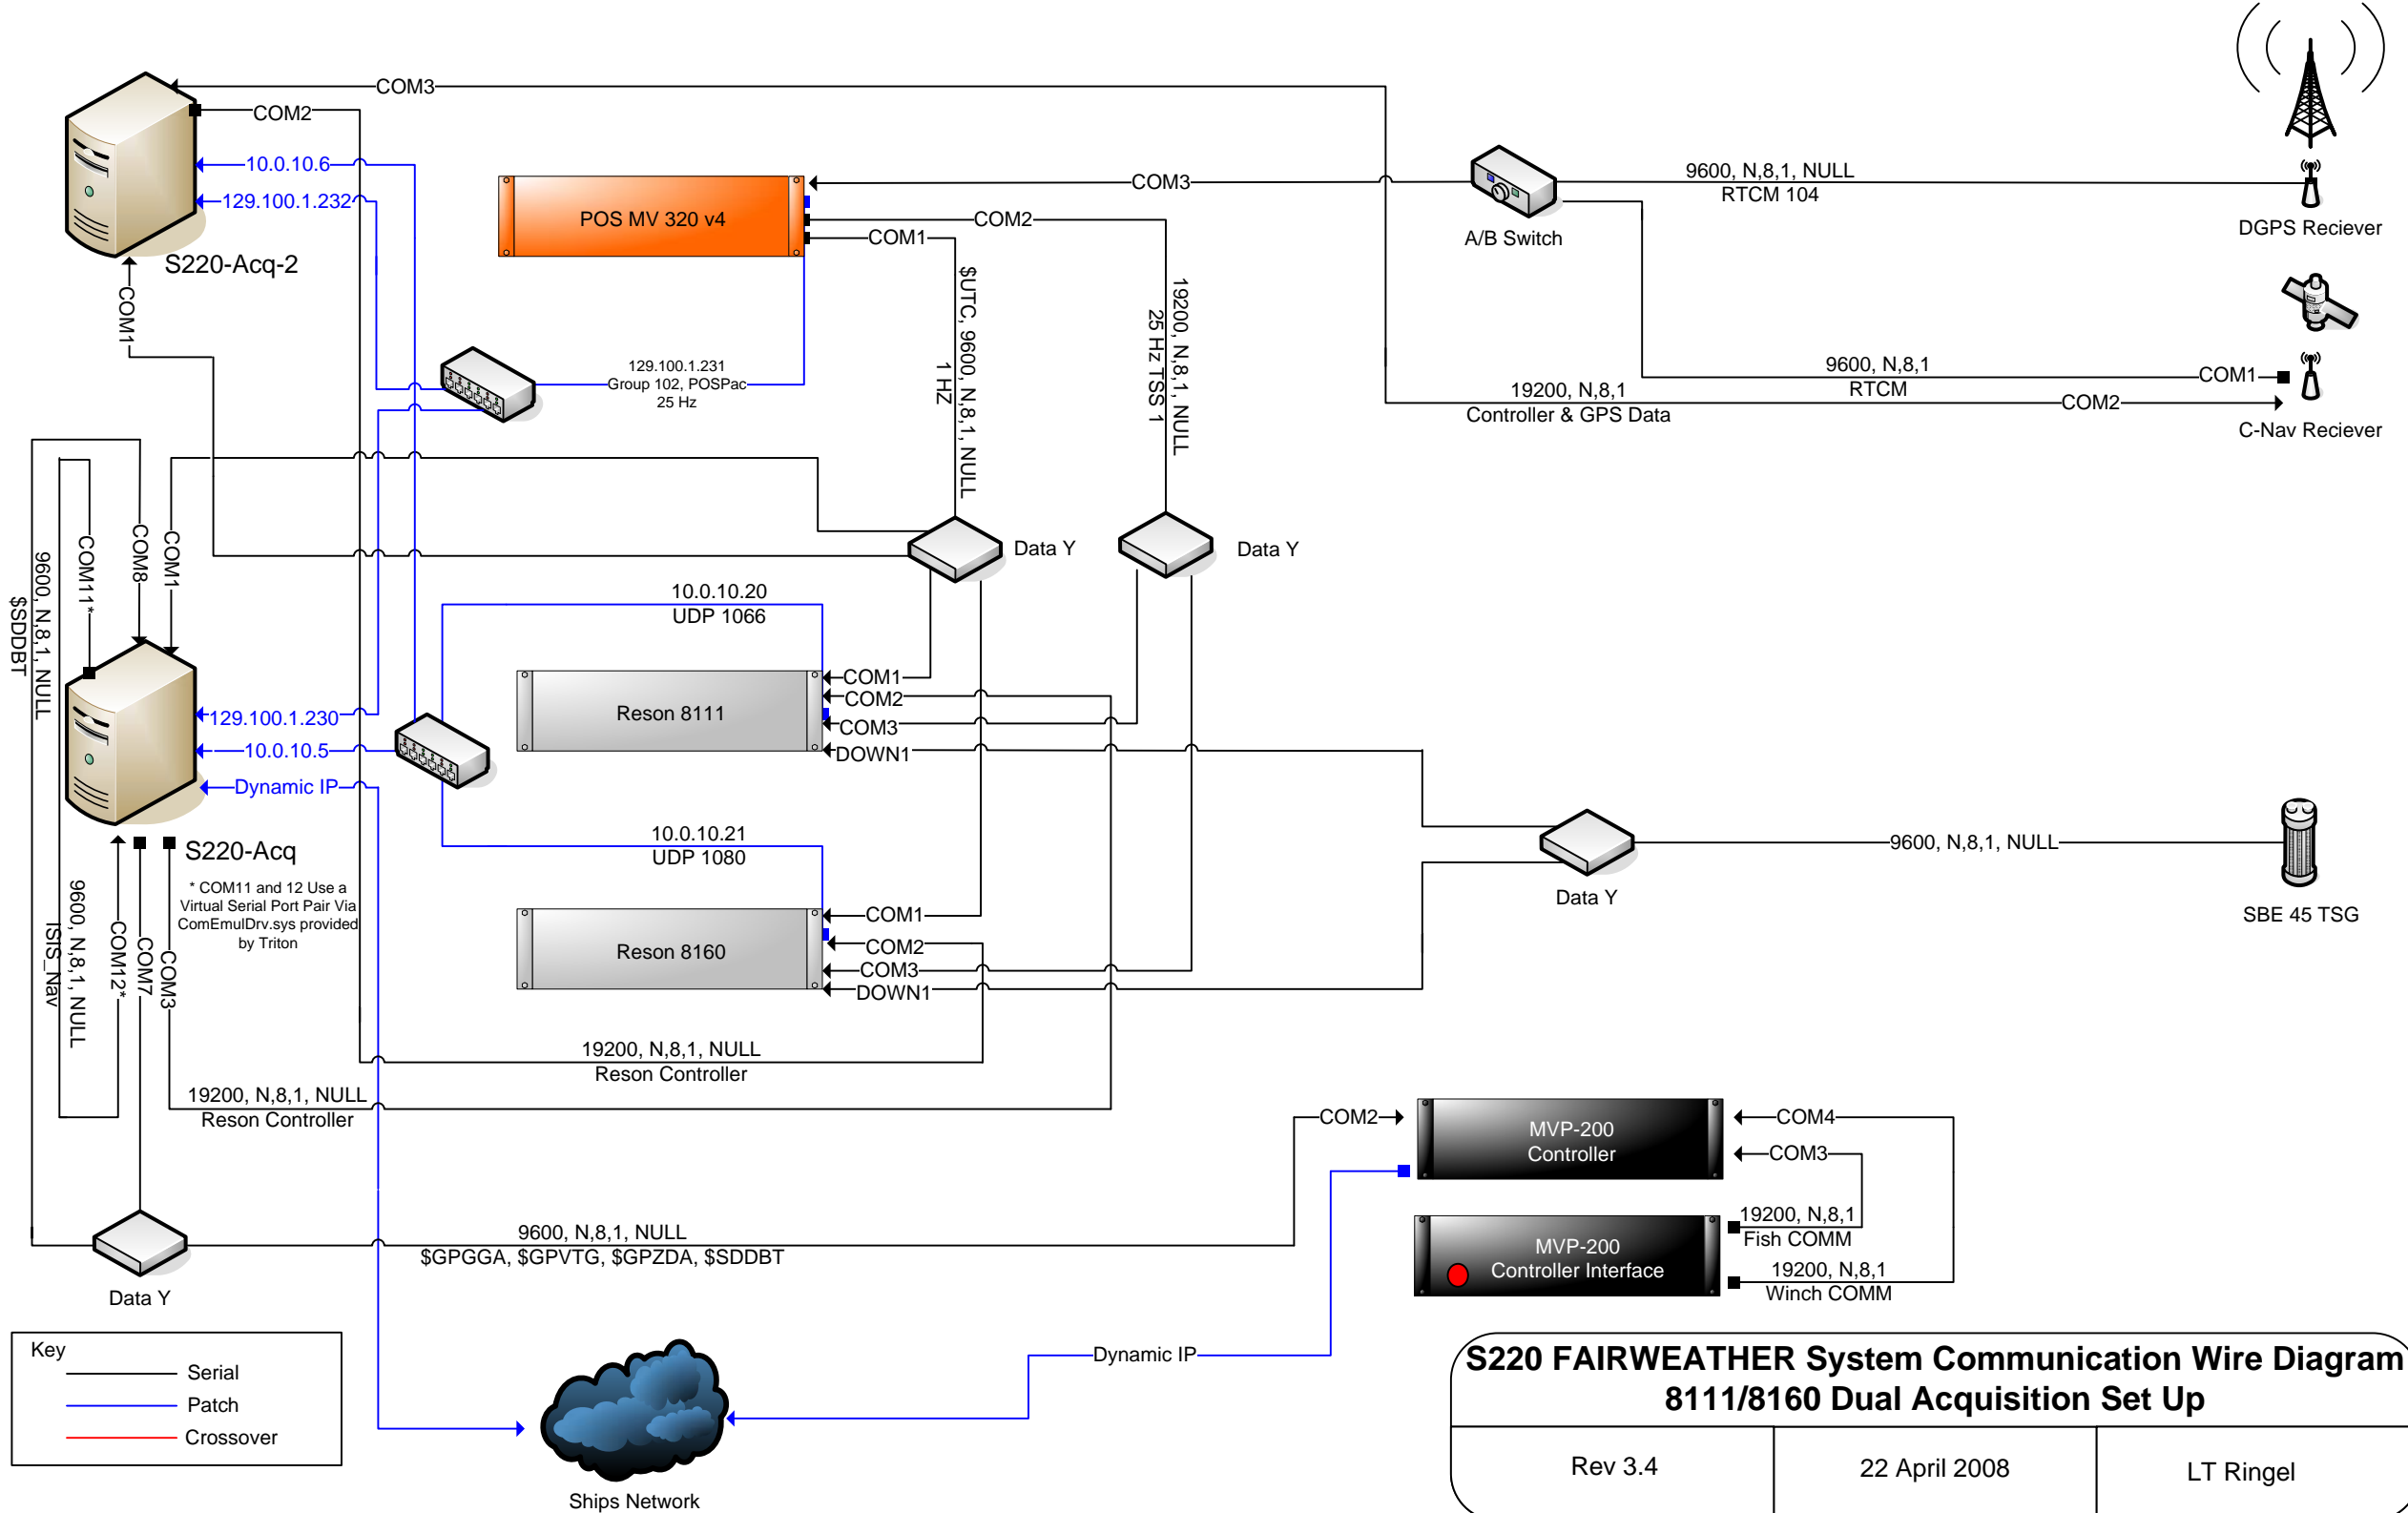 COM3
COM2
10.0.10.6
129.100.1.232
S220-Acq-2
COM1
POS MV 320 v4
COM3
COM2
COM1
A/B Switch
9600, N,8,1, NULL
RTCM 104
DGPS Reciever
129.100.1.231
Group 102, POSPac
25 Hz
$UTC, 9600, N,8,1, NULL
1 HZ
19200, N,8,1, NULL
25 Hz TSS 1
9600, N,8,1
RTCM
COM1
19200, N,8,1
Controller & GPS Data
COM2
C-Nav Reciever
Data Y
Data Y
9600, N,8,1, NULL
$SDDBT
COM11*
COM8
COM1
10.0.10.20
UDP 1066
Reson 8111
COM1
COM2
COM3
DOWN1
129.100.1.230
10.0.10.5
Dynamic IP
S220-Acq
* COM11 and 12 Use a
Virtual Serial Port Pair Via
ComEmulDrv.sys provided
by Triton
9600, N,8,1, NULL
ISIS_Nav
COM12*
COM7
COM3
10.0.10.21
UDP 1080
Reson 8160
COM1
COM2
COM3
DOWN1
Data Y
9600, N,8,1, NULL
SBE 45 TSG
19200, N,8,1, NULL
Reson Controller
19200, N,8,1, NULL
Reson Controller
COM2
MVP-200
Controller
COM4
COM3
9600, N,8,1, NULL
$GPGGA, $GPVTG, $GPZDA, $SDDBT
Data Y
MVP-200
Controller Interface
19200, N,8,1
Fish COMM
19200, N,8,1
Winch COMM
Key
Serial
Patch
Crossover
Ships Network
Dynamic IP
S220 FAIRWEATHER System Communication Wire Diagram
8111/8160 Dual Acquisition Set Up
Rev 3.4
22 April 2008
LT Ringel